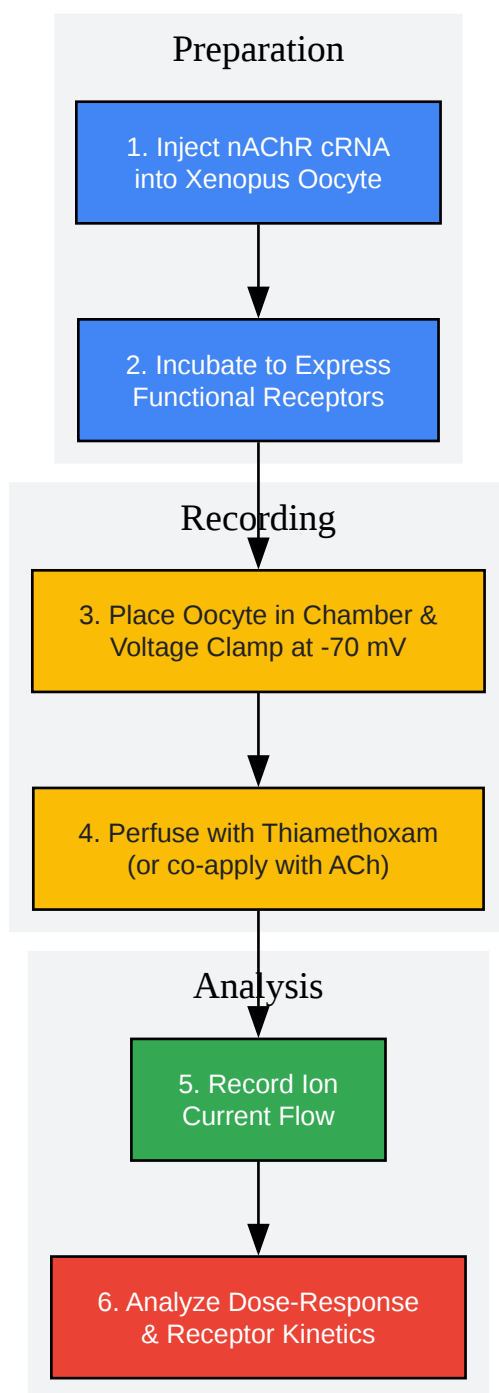 Preparation
1. Inject nAChR cRNA
into Xenopus Oocyte
2. Incubate to Express
Functional Receptors
Recording
3. Place Oocyte in Chamber &
Voltage Clamp at -70 mV
4. Perfuse with Thiamethoxam
(or co-apply with ACh)
Analysis
5. Record Ion
Current Flow
6. Analyze Dose-Response
& Receptor Kinetics